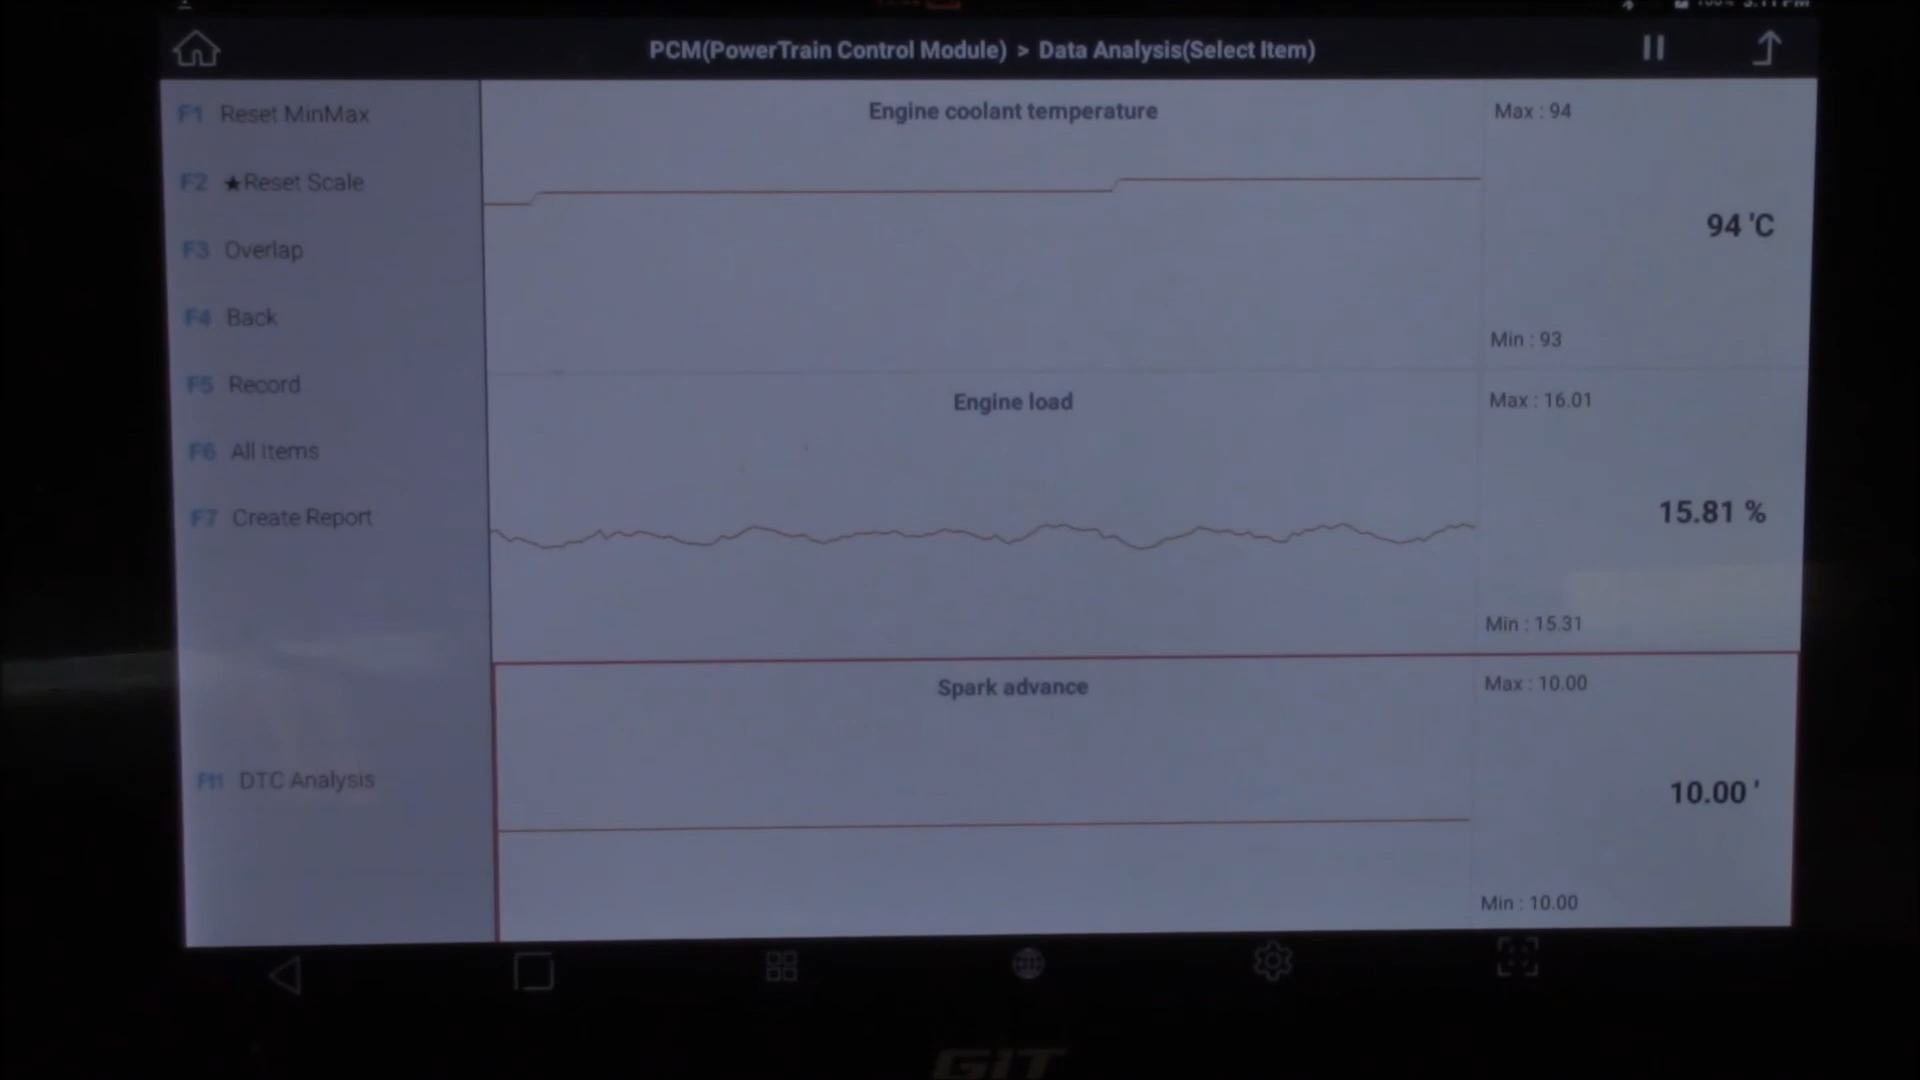 PCM(PowerTrain Control Module) > Data Analysis(Select Item)
F1 Reset MinMax
F2 ★Reset Scale
F3 Overlap
F4 Back
F5 Record
F6 All Items
F7 Create Report
F11 DTC Analysis
Engine coolant temperature
Max : 94
94 'C
Min : 93
Engine load
Max : 16.01
15.81 %
Min : 15.31
Spark advance
Max : 10.00
10.00 '
Min : 10.00
GIT